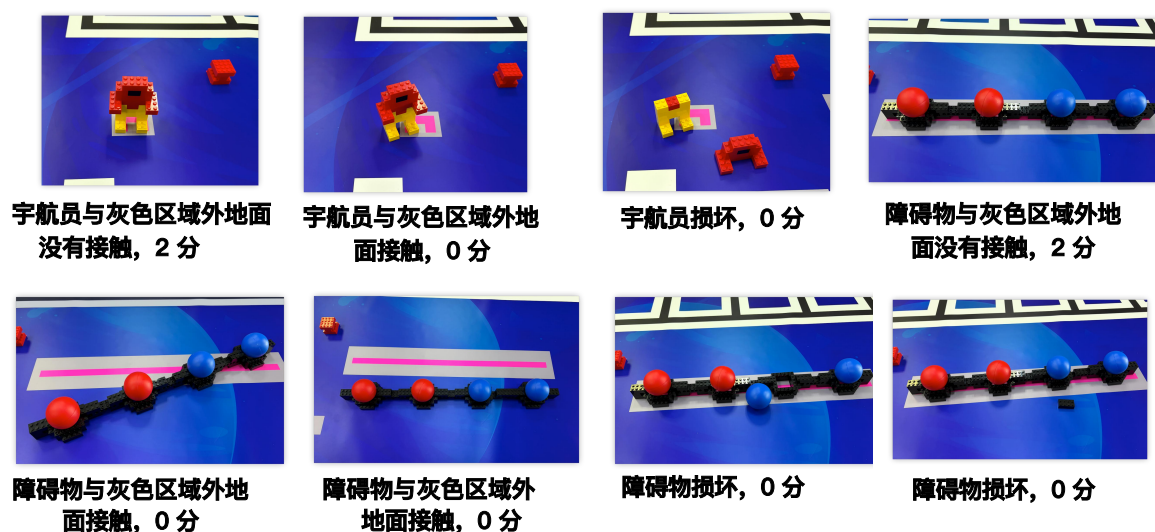 宇航员与灰色区域外地面
没有接触，2 分
宇航员与灰色区域外地
面接触，0 分
宇航员损坏，0 分
障碍物与灰色区域外地
面没有接触，2 分
障碍物与灰色区域外地
面接触，0 分
障碍物与灰色区域外
地面接触，0 分
障碍物损坏，0 分
障碍物损坏，0 分